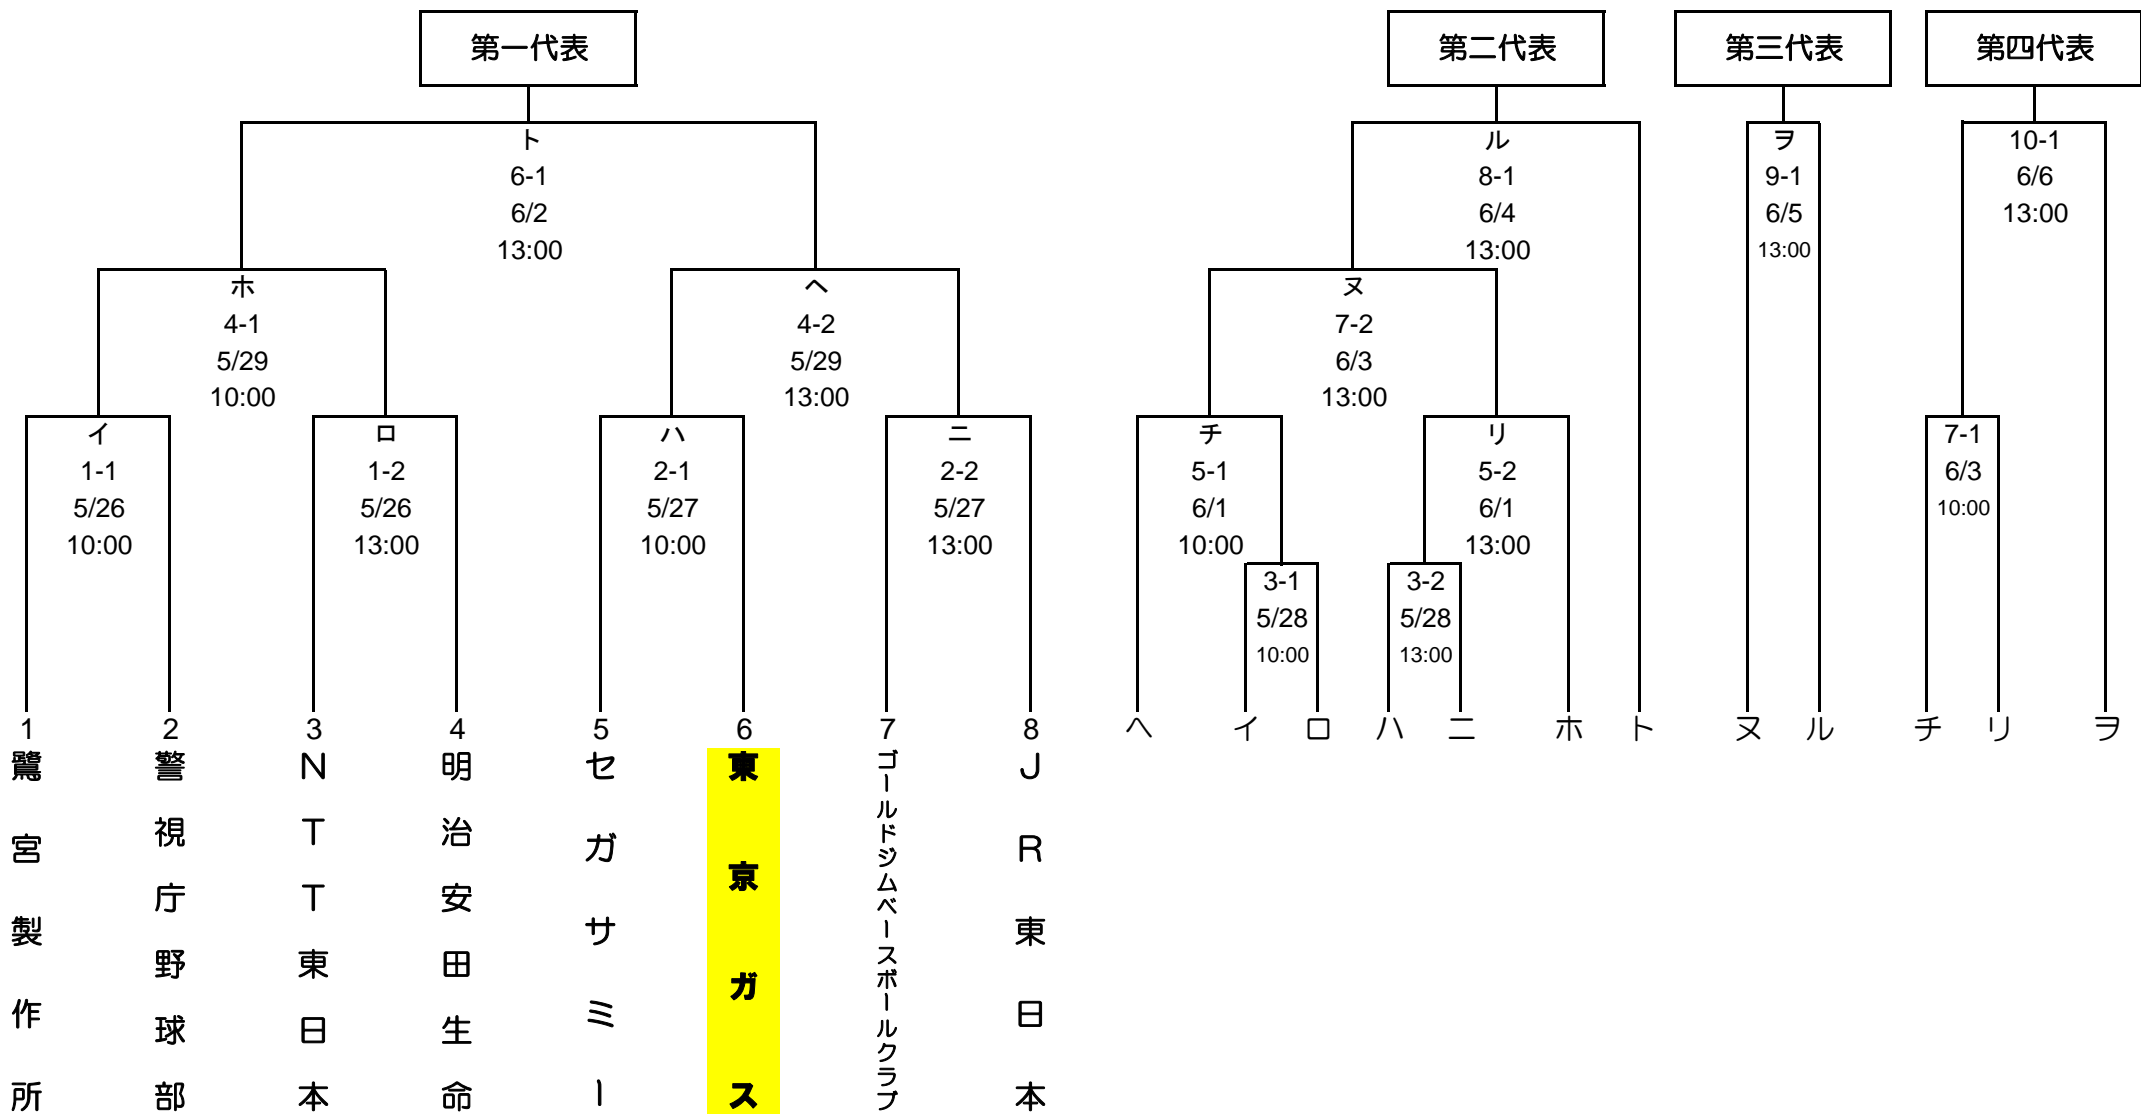 第一代表
第二代表
第三代表
第四代表
ト
6-1
6/2
13:00
ル
8-1
6/4
13:00
ヲ
9-1
6/5
13:00
10-1
6/6
13:00
ホ
4-1
5/29
10:00
ヘ
4-2
5/29
13:00
ヌ
7-2
6/3
13:00
イ
1-1
5/26
10:00
ロ
1-2
5/26
13:00
ハ
2-1
5/27
10:00
ニ
2-2
5/27
13:00
チ
5-1
6/1
10:00
リ
5-2
6/1
13:00
7-1
6/3
10:00
3-1
5/28
10:00
3-2
5/28
13:00
1
鷺宮製作所
2
警視庁野球部
3
NTT東日本
4
明治安田生命
5
セガサミー
6
東京ガス
7
ゴールドジムベースボールクラブ
8
JR東日本
ヘ
イ
ロ
ハ
ニ
ホ
ト
ヌ
ル
チ
リ
ヲ